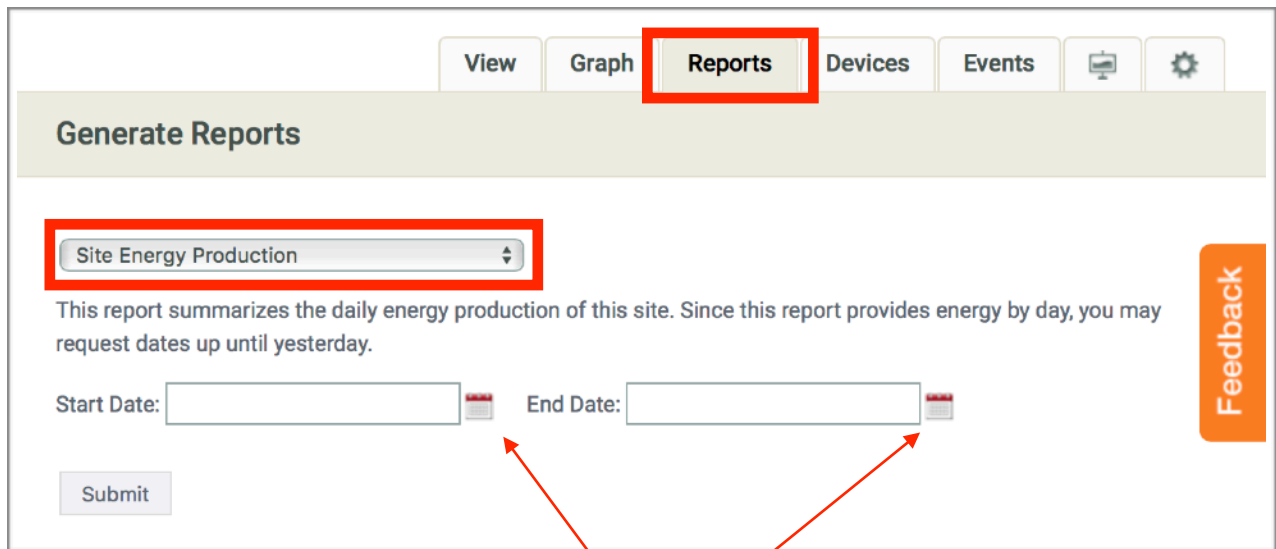 View Graph Reports Devices Events
Generate Reports
Site Energy Production
This report summarizes the daily energy production of this site. Since this report provides energy by day, you may
request dates up until yesterday.
Start Date: End Date:
Submit
Feedback